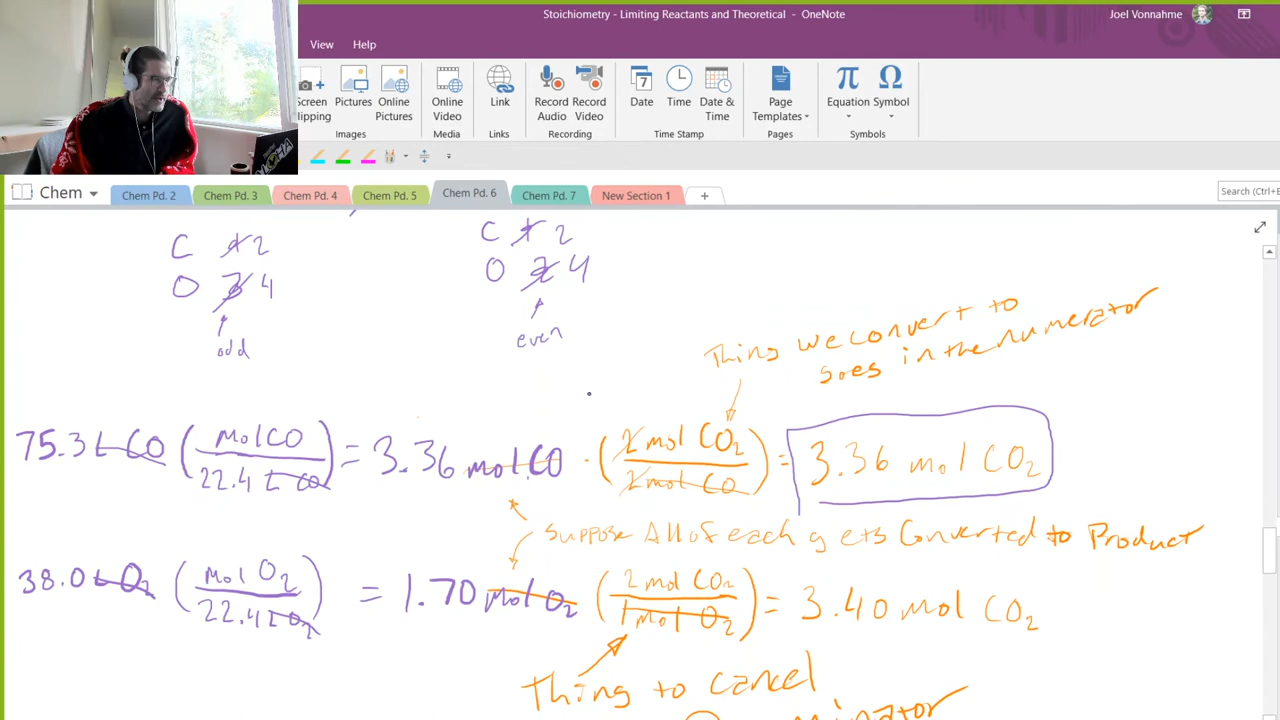 Stoichiometry - Limiting Reactants and Theoretical - OneNote
Joel Vonnahme
View Help
Screen Clipping
Pictures
Online Pictures
Online Video
Link
Record Audio
Record Video
Date
Time
Date & Time
Page Templates
Equation
Symbol
Images
Media
Links
Recording
Time Stamp
Pages
Symbols
Chem
Chem Pd. 2
Chem Pd. 3
Chem Pd. 4
Chem Pd. 5
Chem Pd. 6
Chem Pd. 7
New Section 1
Search (Ctrl+E
C 1 2
O 3 4
odd
C 1 2
O 2 4
even
Thing we convert to
goes in the numerator
75.3 L CO (mol CO / 22.4 L CO) = 3.36 mol CO · (2 mol CO₂ / 2 mol CO) = 3.36 mol CO₂
Suppose All of each gets Converted to Product
38.0 L O₂ (mol O₂ / 22.4 L O₂) = 1.70 mol O₂ (2 mol CO₂ / 1 mol O₂) = 3.40 mol CO₂
Thing to cancel